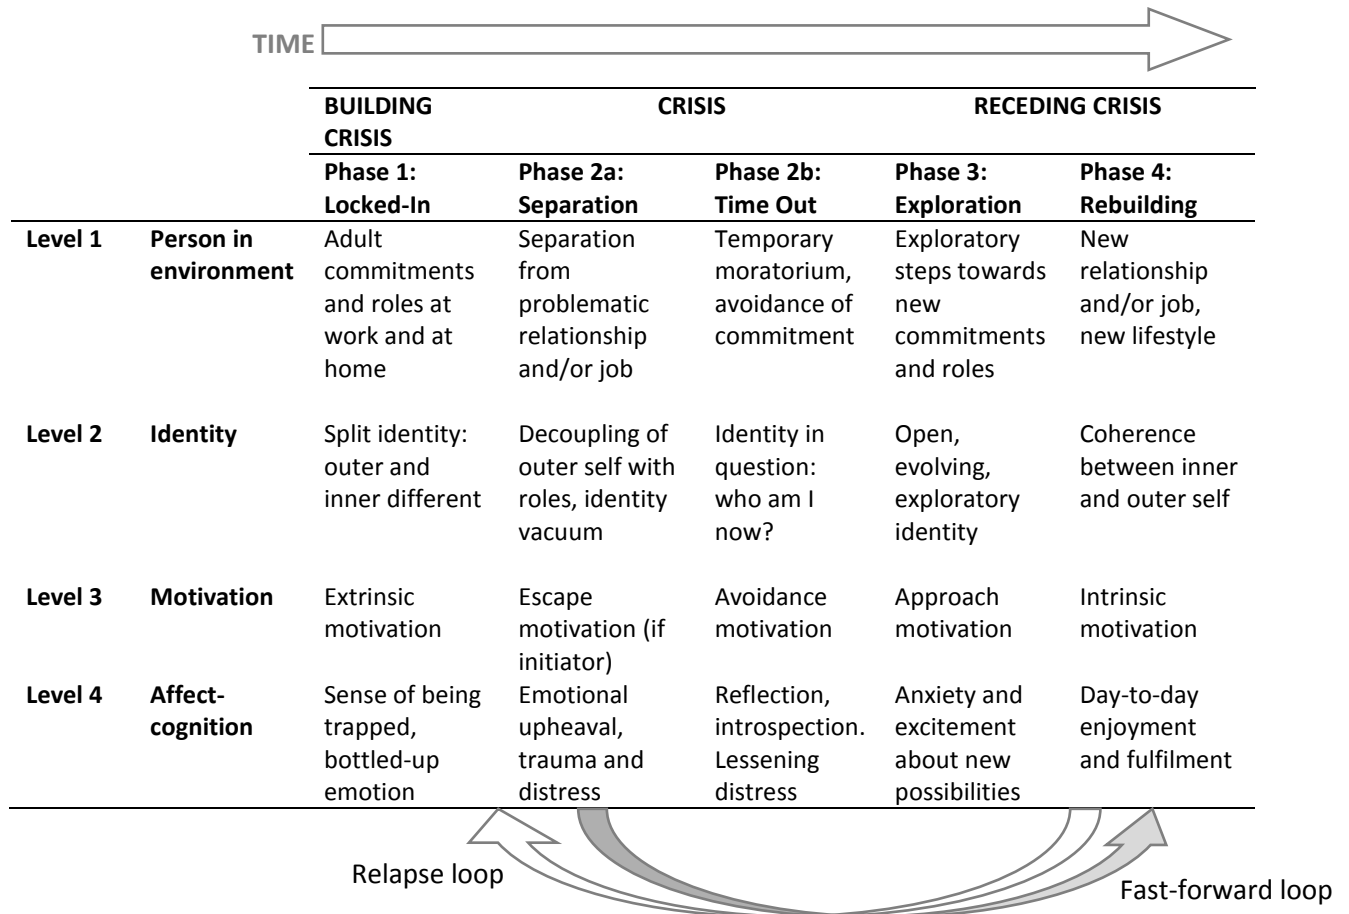 TIME
BUILDING CRISIS RECEDING CRISIS
CRISIS
Phase 1: Phase 2a: Phase 2b: Phase 3: Phase 4:
Locked-In Separation Time Out Exploration Rebuilding
Level 1 Person in Adult Separation Temporary Exploratory New
environment commitments from moratorium, steps towards relationship
and roles at problematic avoidance of new and/or job,
work and at relationship commitment commitments new lifestyle
home and/or job and roles
Level 2 Identity Split identity: Decoupling of Identity in Open, Coherence
outer and outer self with question: evolving, between inner
inner different roles, identity who am I exploratory and outer self
vacuum now? identity
Level 3 Motivation Extrinsic Escape Avoidance Approach Intrinsic
motivation motivation (if motivation motivation motivation
initiator)
Level 4 Affect- Sense of being Emotional Reflection, Anxiety and Day-to-day
cognition trapped, upheaval, introspection. excitement enjoyment
bottled-up trauma and Lessening about new and fulfilment
emotion distress distress possibilities
Relapse loop
Fast-forward loop